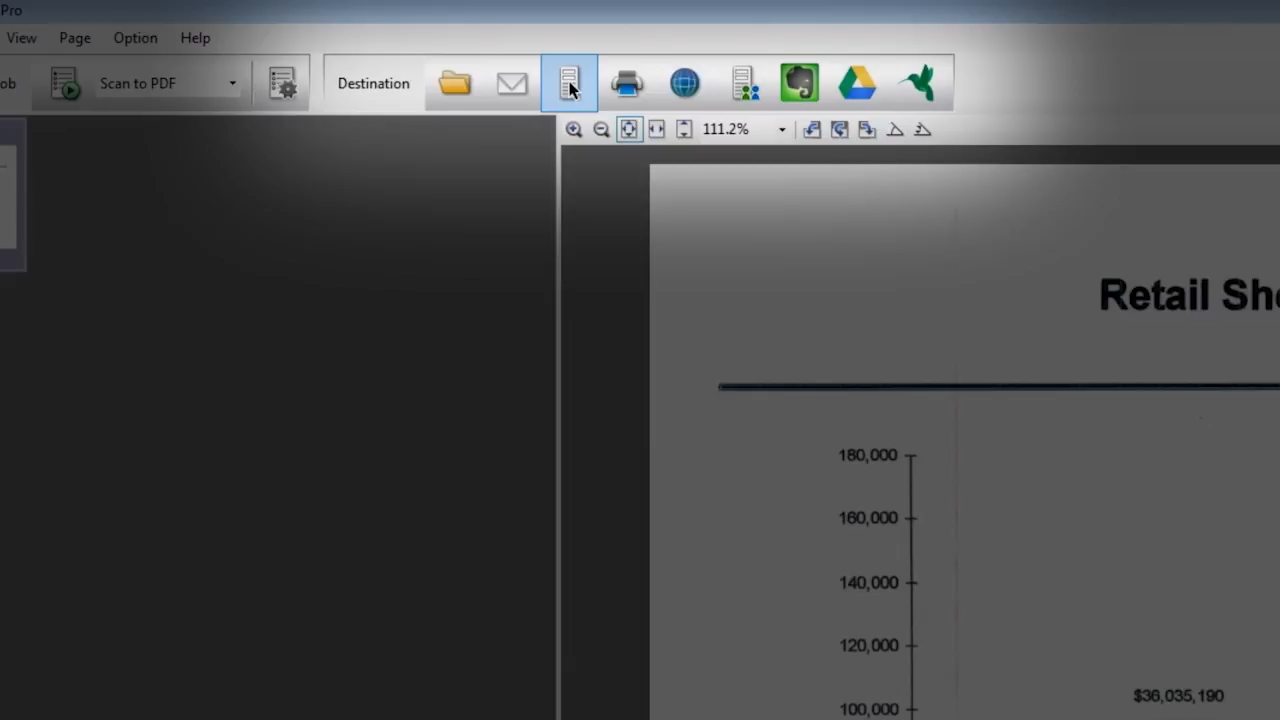 Pro
View Page Option Help
ob Scan to PDF Destination
111.2%
Retail Sh
180,000
160,000
140,000
120,000
$36,035,190
100,000